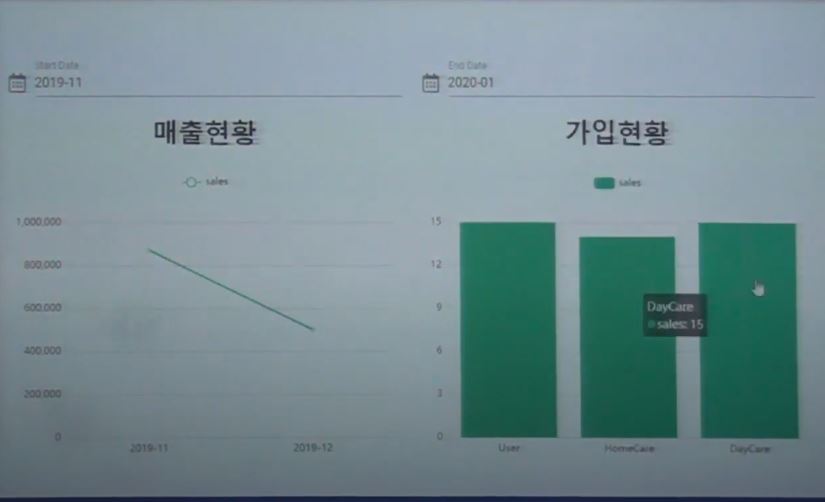 Start Date
2019-11
End Date
2020-01
매출현황
가입현황
sales
sales
1,000,000
800,000
600,000
400,000
200,000
0
2019-11
2019-12
15
12
9
6
3
0
DayCare
sales: 15
User
HomeCare
DayCare